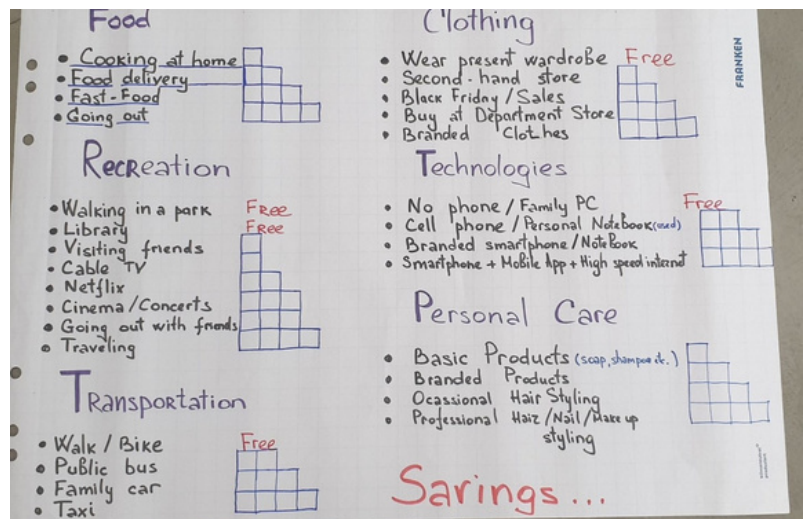 Food
• Cooking at home
• Food delivery
• Fast-Food
• Going out
Recreation
• Walking in a park Free
• Library Free
• Visiting friends
• Cable TV
• Netflix
• Cinema/Concerts
• Going out with friends
• Traveling
Transportation
• Walk / Bike Free
• Public bus
• Family car
• Taxi
Clothing
• Wear present wardrobe Free
• Second-hand store
• Black Friday / Sales
• Buy at Department Store
• Branded Clothes
Technologies
• No phone / Family PC Free
• Cell phone / Personal Notebook (used)
• Branded smartphone / Notebook
• Smartphone + Mobile App + High speed internt
Personal Care
• Basic Products (soap, shampoo etc.)
• Branded Products
• Ocassional Hair Styling
• Professional Hair / Nail / Make up
styling
Savings...
FRANKEN